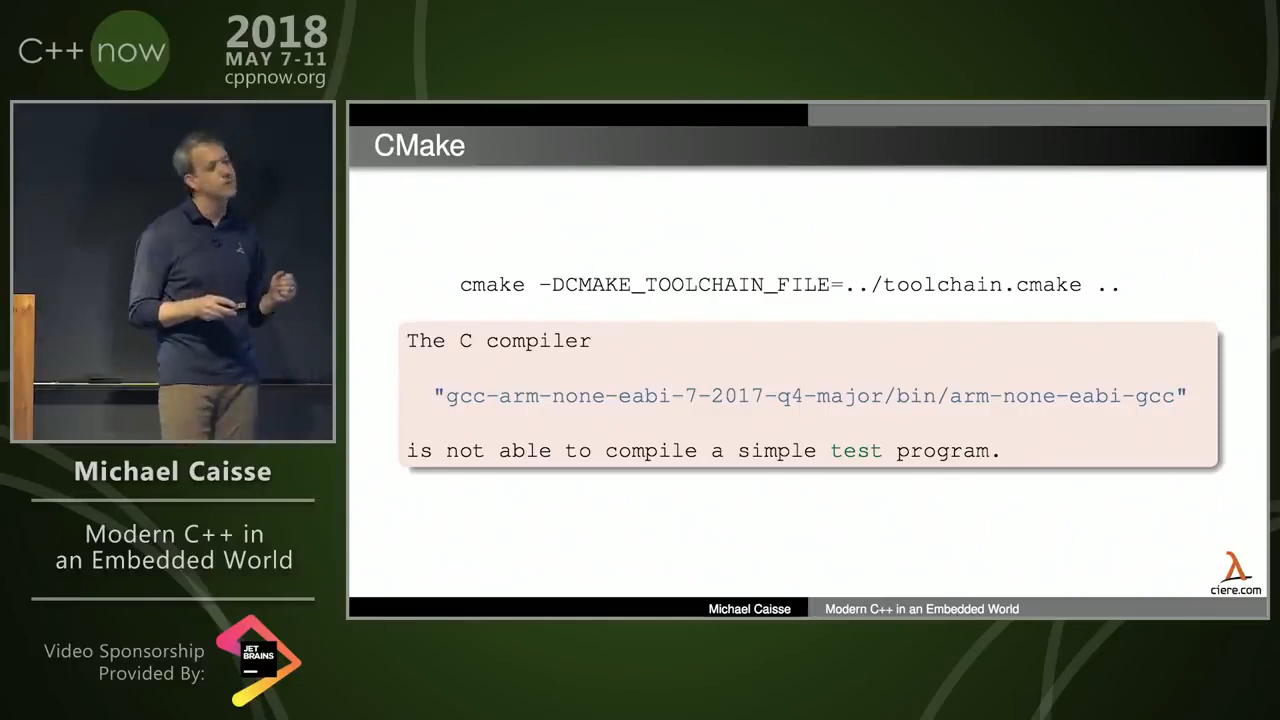 C++ now
2018
MAY 7-11
cppnow.org
CMake
cmake -DCMAKE_TOOLCHAIN_FILE=../toolchain.cmake ..
The C compiler
"gcc-arm-none-eabi-7-2017-q4-major/bin/arm-none-eabi-gcc"
is not able to compile a simple test program.
ciere.com
Michael Caisse
Modern C++ in an Embedded World
Michael Caisse
Modern C++ in
an Embedded World
Video Sponsorship
Provided By:
JET
BRAINS